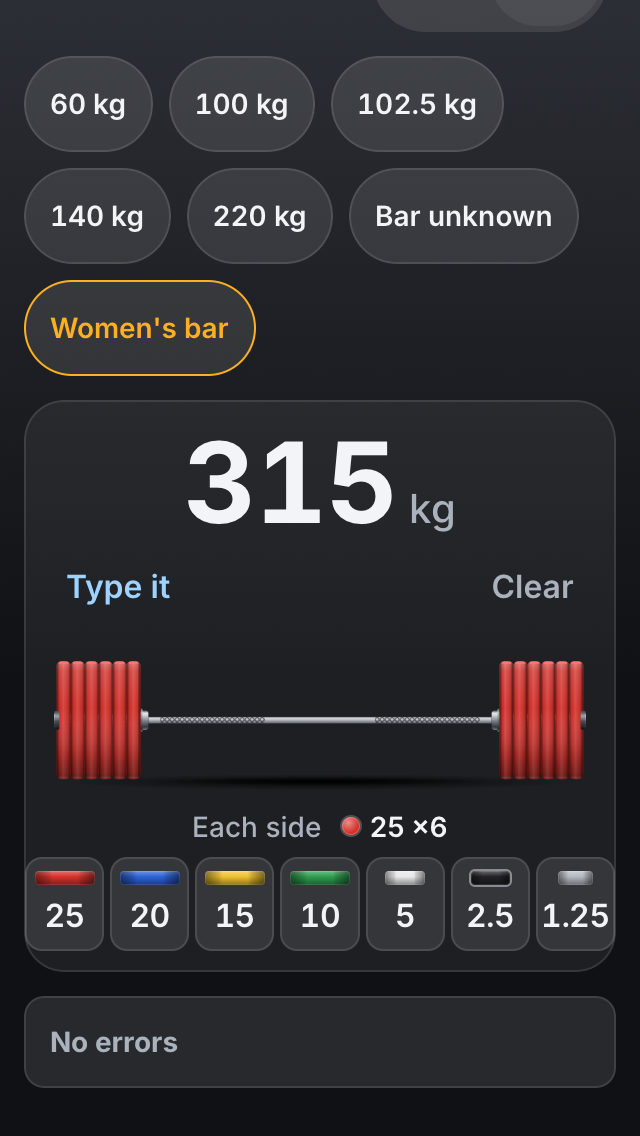 60 kg 100 kg 102.5 kg
140 kg 220 kg Bar unknown
Women's bar
315 kg
Type it Clear
Each side 25 ×6
25 20 15 10 5 2.5 1.25
No errors